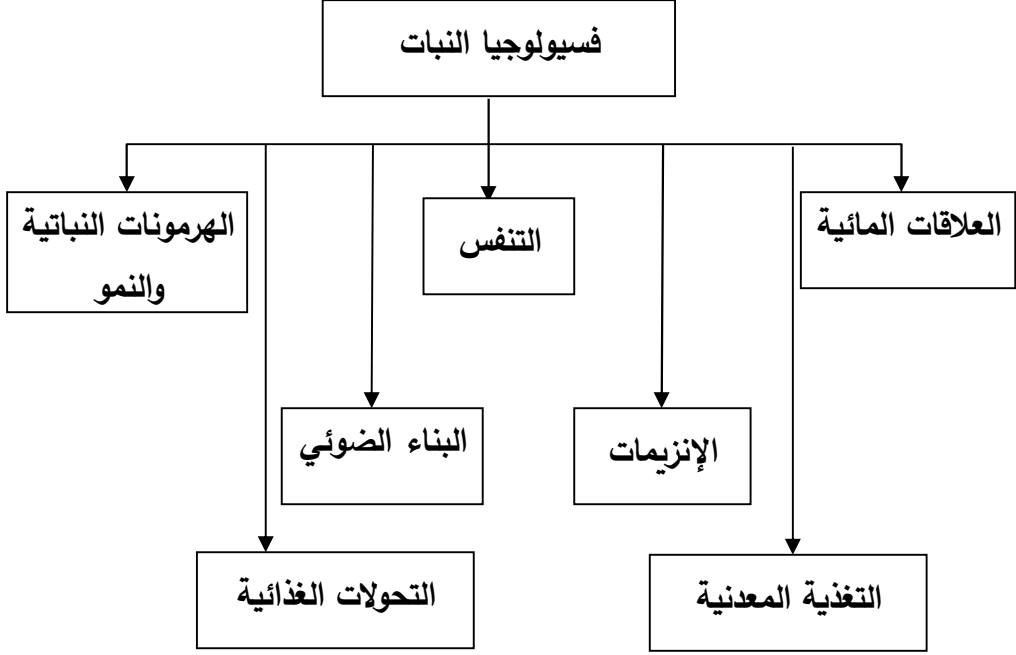 فسيولوجيا النبات
العلاقات المائية
التنفس
الهرمونات النباتية
والنمو
الإنزيمات
البناء الضوئي
التغذية المعدنية
التحولات الغذائية